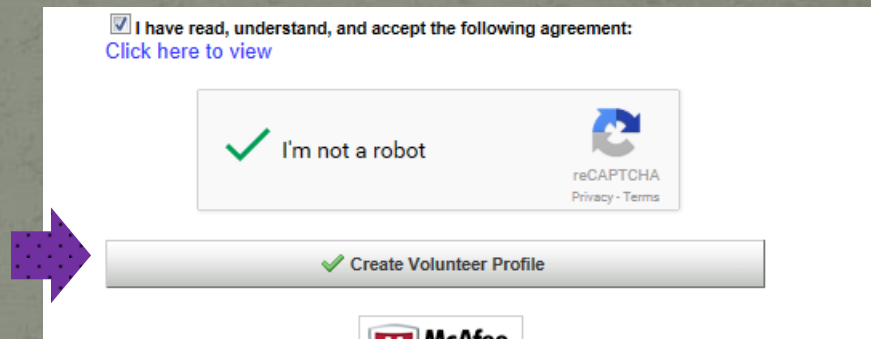 I have read, understand, and accept the following agreement:
Click here to view
I'm not a robot
reCAPTCHA
Privacy - Terms
Create Volunteer Profile
McAfee